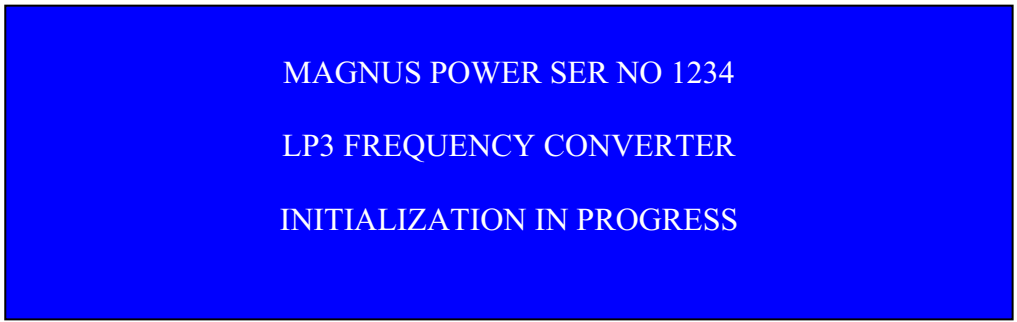 MAGNUS POWER SER NO 1234
LP3 FREQUENCY CONVERTER
INITIALIZATION IN PROGRESS